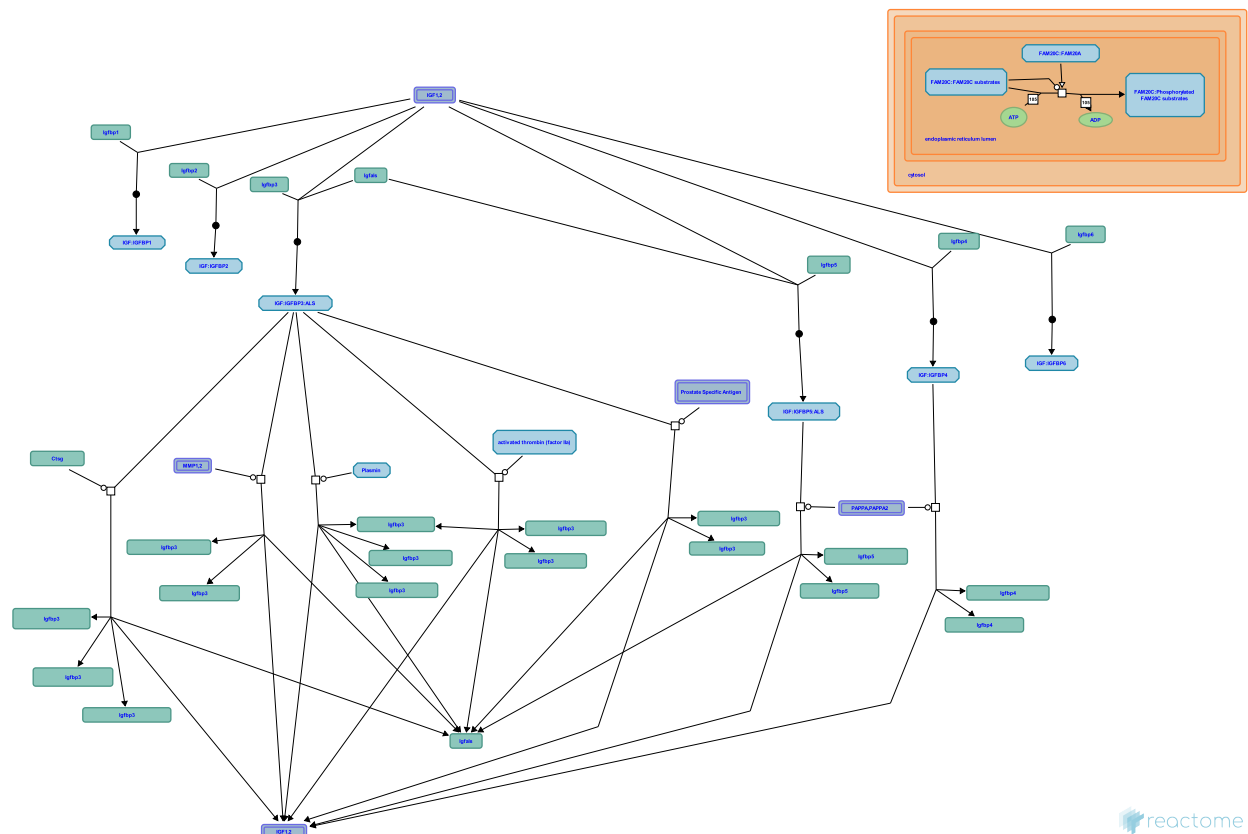 FAM20C:FAM20A
FAM20C:FAM20C substrates
FAM20C:Phosphorylated
FAM20C substrates
105
105
ATP
ADP
endoplasmic reticulum lumen
cytosol
IGF1,2
Igfbp1
Igfbp2
Igfbp3
Igfals
Igfbp6
Igfbp4
Igfbp5
IGF:IGFBP1
IGF:IGFBP2
IGF:IGFBP3:ALS
IGF:IGFBP6
IGF:IGFBP4
Prostate Specific Antigen
IGF:IGFBP5:ALS
activated thrombin (factor IIa)
Ctsg
MMP1,2
Plasmin
PAPPA,PAPPA2
Igfbp3
Igfbp3
Igfbp3
Igfbp3
Igfbp3
Igfbp3
Igfbp3
Igfbp5
Igfbp3
Igfbp3
Igfbp5
Igfbp4
Igfbp3
Igfbp4
Igfbp3
Igfbp3
Igfals
IGF1,2
reactome